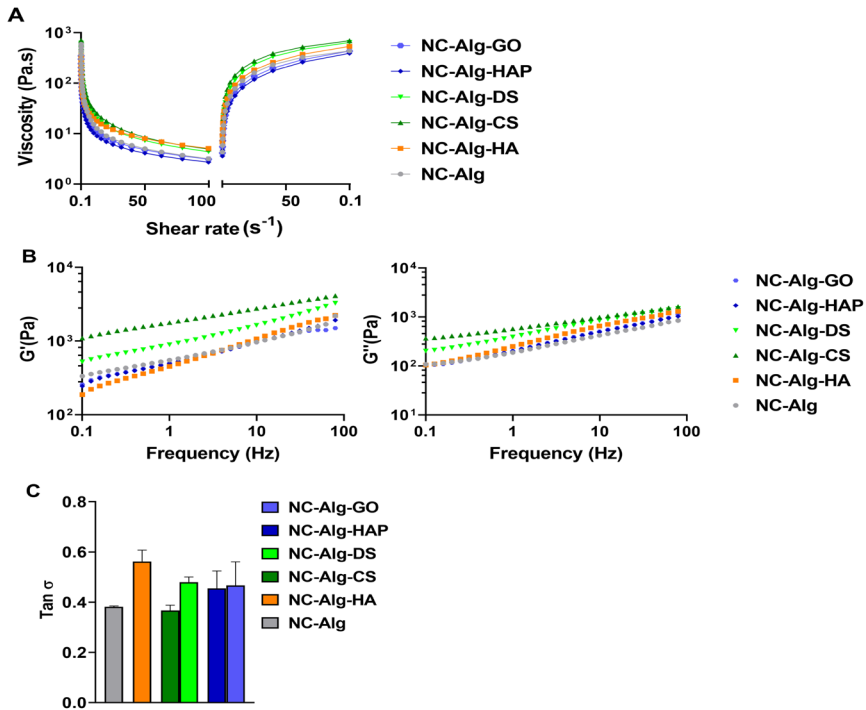 A
Viscosity (Pa.s)
10³
10²
10¹
10⁰
0.1 50 100 50 0.1
Shear rate (s⁻¹)
NC-Alg-GO
NC-Alg-HAP
NC-Alg-DS
NC-Alg-CS
NC-Alg-HA
NC-Alg
B
G'(Pa)
10⁴
10³
10²
0.1 1 10 100
Frequency (Hz)
G''(Pa)
10⁴
10³
10²
10¹
0.1 1 10 100
Frequency (Hz)
NC-Alg-GO
NC-Alg-HAP
NC-Alg-DS
NC-Alg-CS
NC-Alg-HA
NC-Alg
C
Tan σ
0.8
0.6
0.4
0.2
0.0
NC-Alg-GO
NC-Alg-HAP
NC-Alg-DS
NC-Alg-CS
NC-Alg-HA
NC-Alg